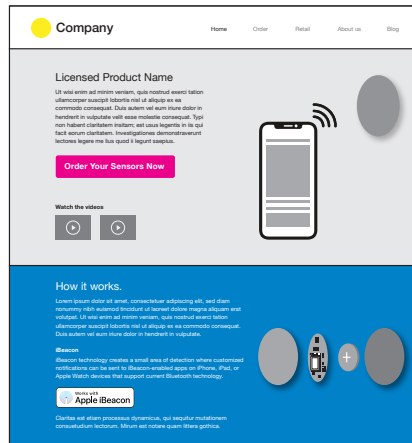 Company
Home Order Retail About us Blog
Licensed Product Name
Ut wisi enim ad minim veniam, quis nostrud exerci tation
ullamcorper suscipit lobortis nisl ut aliquip ex ea
commodo consequat. Duis autem vel eum iriure dolor in
hendrerit in vulputate velit esse molestie consequat. Typi
non habent claritatem insitam; est usus legentis in iis qui
facit eorum claritatem. Investigationes demonstraverunt
lectores legere me lius quod ii legunt saepius.
Order Your Sensors Now
Watch the videos
How it works.
Lorem ipsum dolor sit amet, consectetuer adipiscing elit, sed diam
nonummy nibh euismod tincidunt ut laoreet dolore magna aliquam erat
volutpat. Ut wisi enim ad minim veniam, quis nostrud exerci tation
ullamcorper suscipit lobortis nisl ut aliquip ex ea commodo consequat.
Duis autem vel eum iriure dolor in hendrerit in vulputate.
iBeacon
iBeacon technology creates a small area of detection where customized
notifications can be sent to iBeacon-enabled apps on iPhone, iPad, or
Apple Watch devices that support current Bluetooth technology.
Works with
Apple iBeacon
Claritas est etiam processus dynamicus, qui sequitur mutationem
consuetudium lectorum. Mirum est notare quam littera gothica.